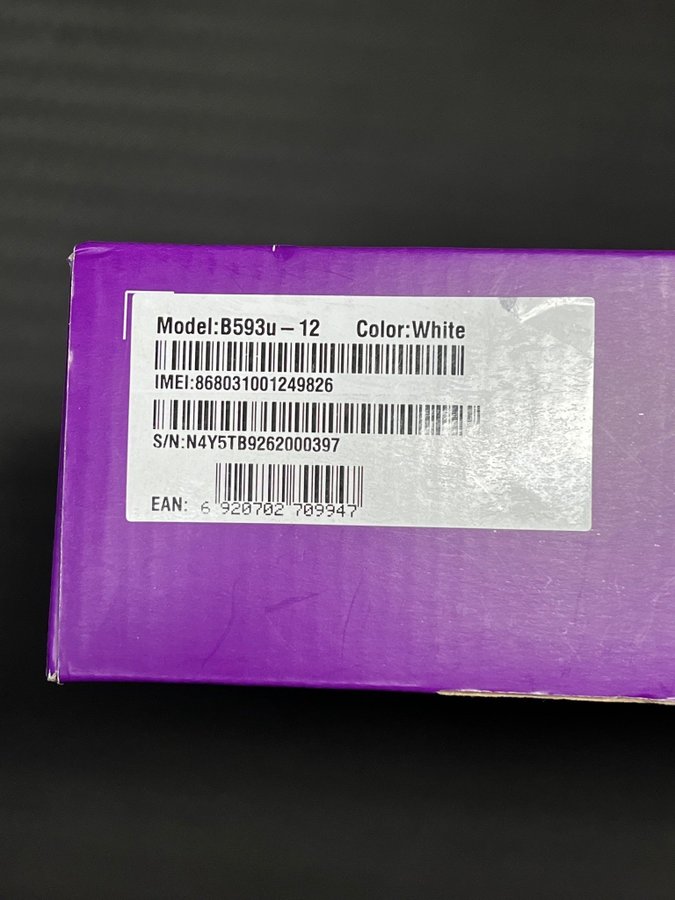 Model:B593u-12 Color:White
IMEI:868031001249826
S/N:N4Y5TB9262000397
EAN: 6 920702 709947